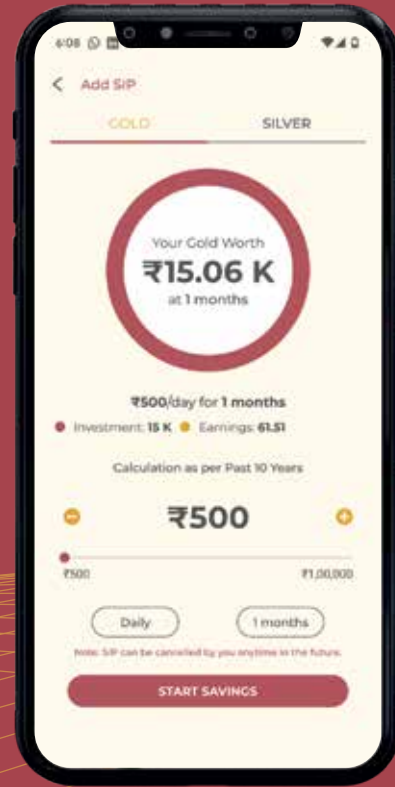 6:08
Add SIP
GOLD SILVER
Your Gold Worth
₹15.06 K
at 1 months
₹500/day for 1 months
Investment: 15 K Earnings: 61.51
Calculation as per Past 10 Years
₹500
₹500 ₹1,00,000
Daily 1 months
Note: SIP can be cancelled by you anytime in the future.
START SAVINGS